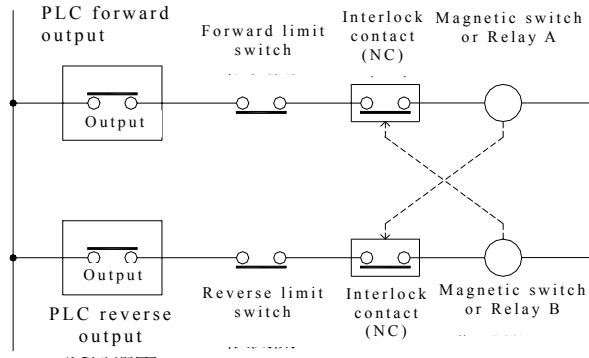 PLC forward
output
Forward limit
switch
Interlock
contact
(NC)
Magnetic switch
or Relay A
Output
Output
PLC reverse
output
Reverse limit
switch
Interlock
contact
(NC)
Magnetic switch
or Relay B